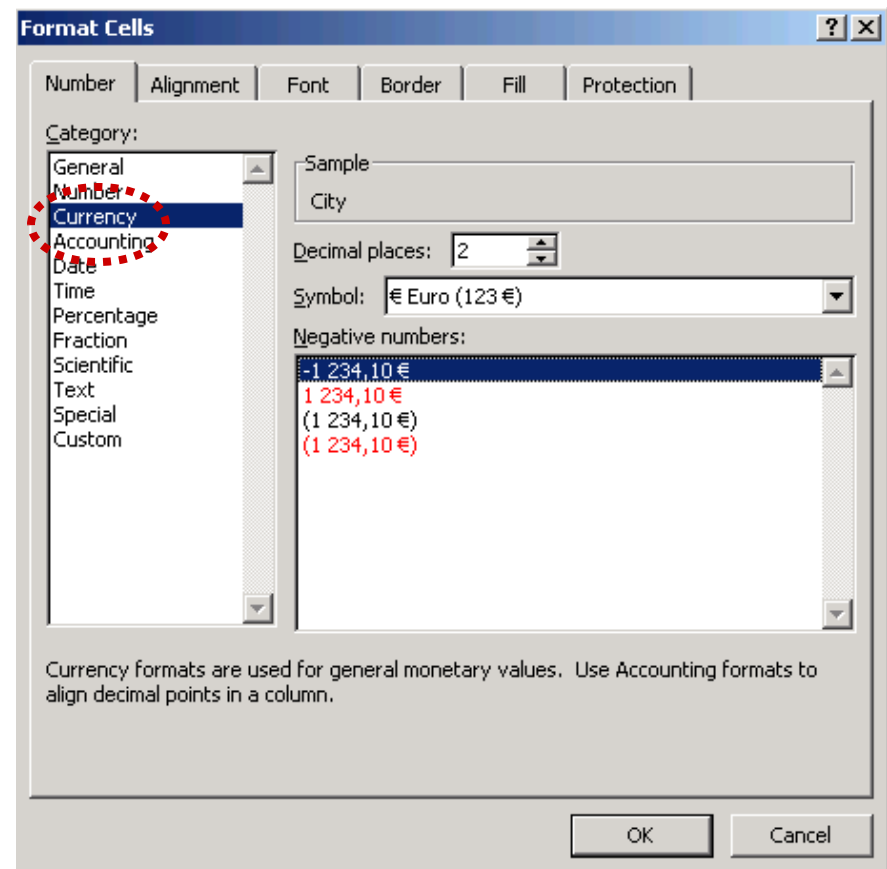 Format Cells
Number Alignment Font Border Fill Protection
Category:
General
Number
Currency
Accounting
Date
Time
Percentage
Fraction
Scientific
Text
Special
Custom
Sample
City
Decimal places: 2
Symbol: € Euro (123 €)
Negative numbers:
-1 234,10 €
1 234,10 €
(1 234,10 €)
(1 234,10 €)
Currency formats are used for general monetary values. Use Accounting formats to
align decimal points in a column.
OK Cancel